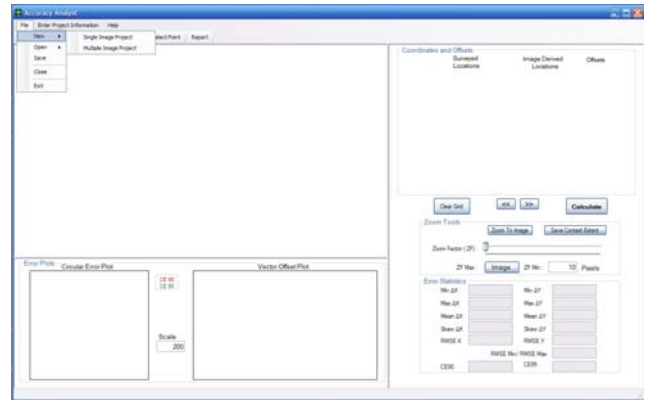 Accuracy Analyst
File Enter Project Information Help
New Single Image Project Select Point Report
Open Multiple Image Project
Save
Close
Exit
Coordinates and Offsets
Surveyed Locations Image Derived Locations Offsets
Clear Grid << >> Calculate
Zoom Tools
Zoom To Image Save Context Extent
Zoom Factor (ZF)
ZF Max Image ZF Min 10 Pixels
Error Plots
Circular Error Plot Vector Offset Plot
CE 90
CE 95
Scale
200
Error Statistics
Min ΔX Min ΔY
Max ΔX Max ΔY
Mean ΔX Mean ΔY
Skew ΔX Skew ΔY
RMSE X RMSE Y
RMSE Min/RMSE Max
CE90 CE95